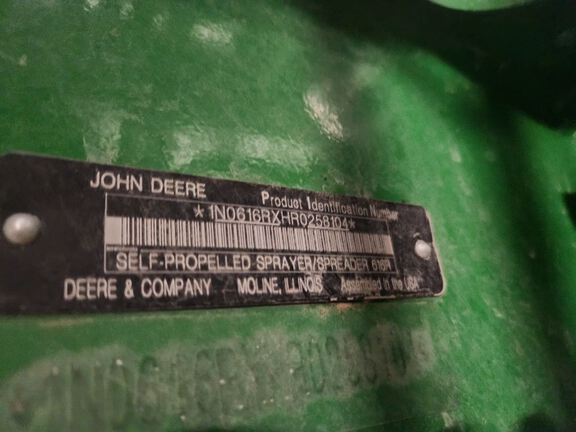 JOHN DEERE
Product Identification Number
*1N0616RXHR0258104*
SELF-PROPELLED SPRAYER/SPREADER 616R
DEERE & COMPANY MOLINE, ILLINOIS Assembled in the USA